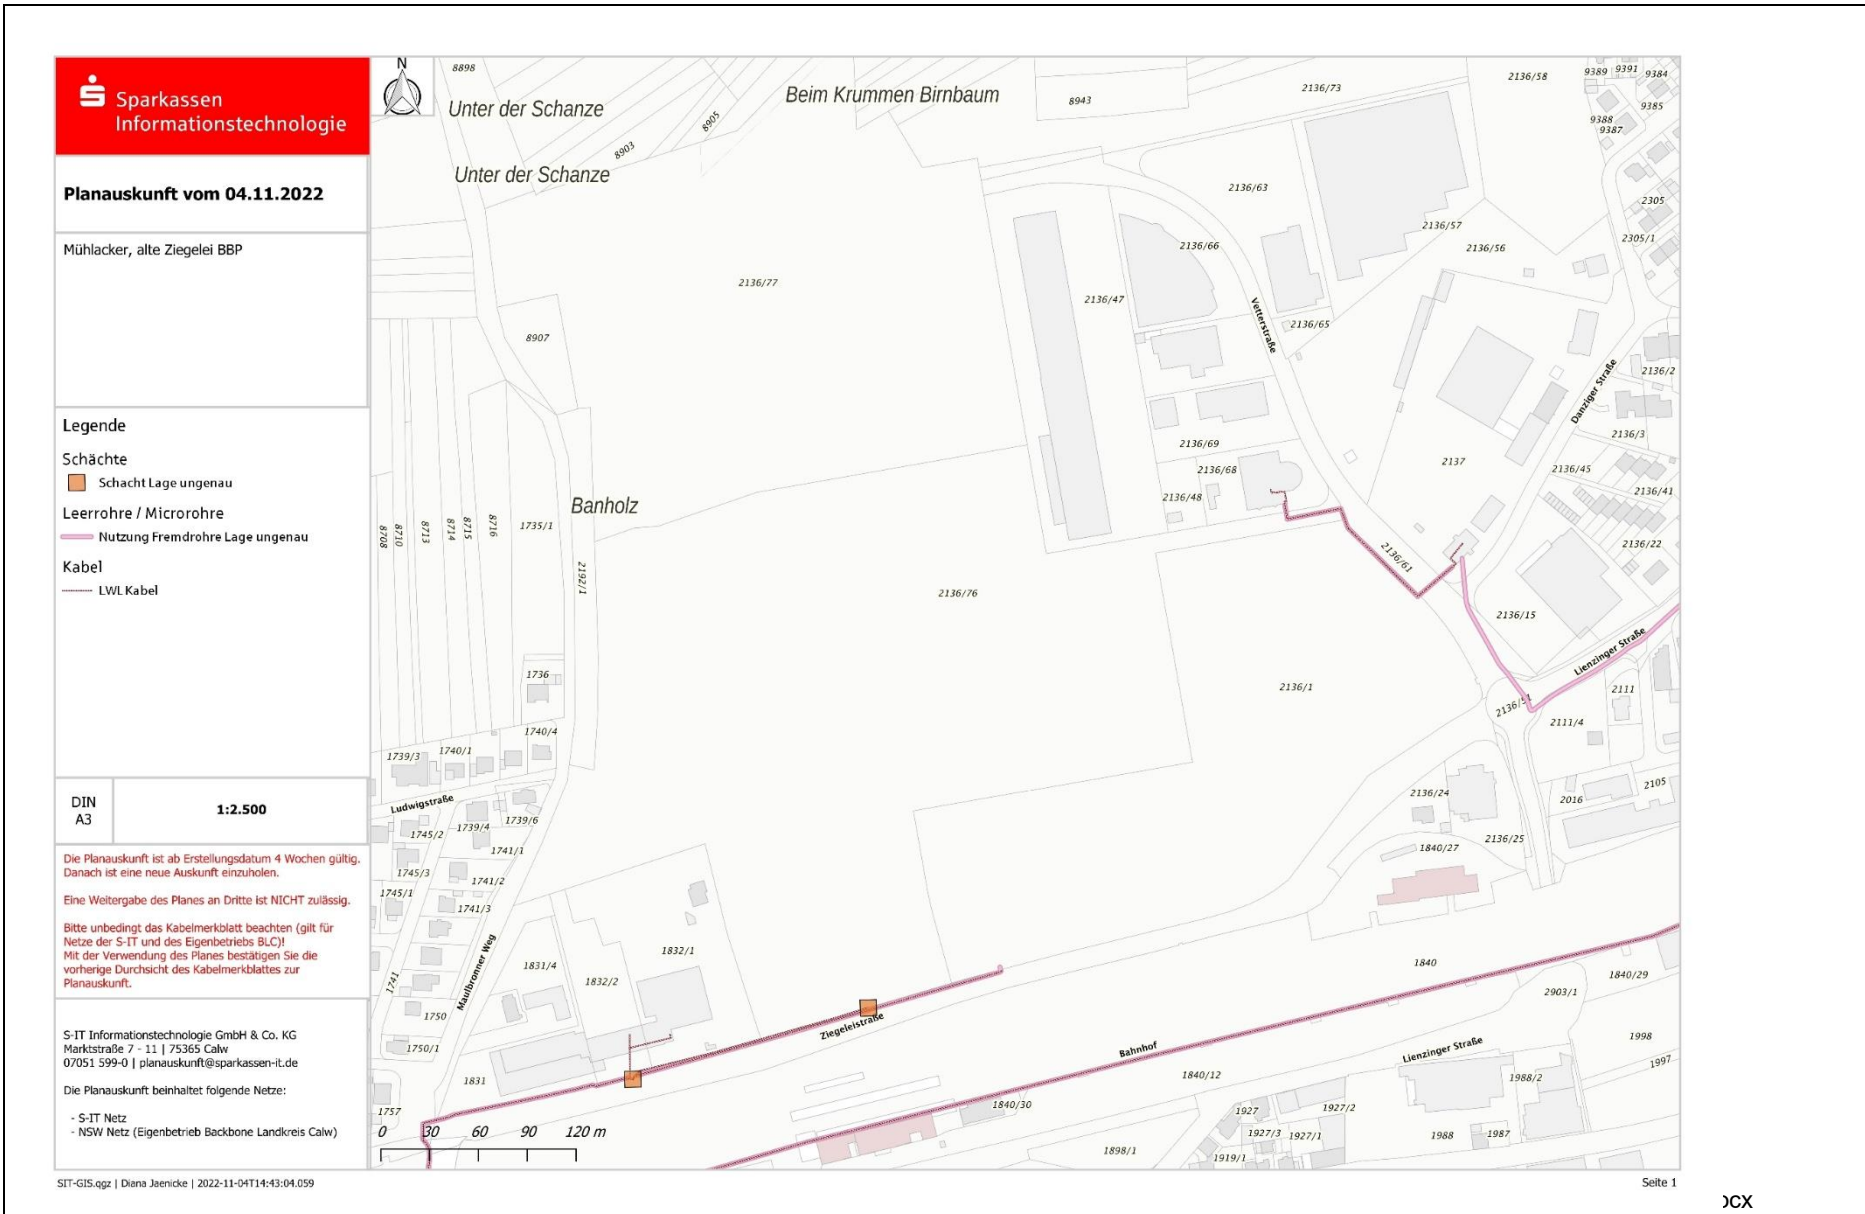 Sparkassen
Informationstechnologie
Planauskunft vom 04.11.2022
Mühlacker, alte Ziegelei BBP
Legende
Schächte
Schacht Lage ungenau
Leerrohre / Microrohre
Nutzung Fremdrohre Lage ungenau
Kabel
LWL Kabel
DIN
A3
1:2.500
Die Planauskunft ist ab Erstellungsdatum 4 Wochen gültig.
Danach ist eine neue Auskunft einzuholen.
Eine Weitergabe des Planes an Dritte ist NICHT zulässig.
Bitte unbedingt das Kabelmerkblatt beachten (gilt für
Netze der S-IT und des Eigenbetriebs BLC)!
Mit der Verwendung des Planes bestätigen Sie die
vorherige Durchsicht des Kabelmerkblattes zur
Planauskunft.
S-IT Informationstechnologie GmbH & Co. KG
Marktstraße 7 - 11 | 75365 Calw
07051 599-0 | planauskunft@sparkassen-it.de
Die Planauskunft beinhaltet folgende Netze:
- S-IT Netz
- NSW Netz (Eigenbetrieb Backbone Landkreis Calw)
N
8898
Unter der Schanze
Beim Krummen Birnbaum
8943
2136/73
2136/58
9389
9391
9384
9385
9388
9387
8905
8903
Unter der Schanze
2136/63
2305
2305/1
2136/57
2136/56
2136/66
2136/77
2136/47
Vetterstraße
2136/65
8907
2136/2
Danziger Straße
2136/3
2136/69
2136/68
2137
2136/45
2136/48
2136/41
Banholz
8708
8710
8713
8714
8715
8716
1735/1
2192/1
2136/61
2136/22
2136/76
2136/15
Lienzinger Straße
1736
2136/1
2111
2111/4
1740/4
1739/3
1740/1
Ludwigstraße
2136/24
2016
2105
1745/2
1739/4
1739/6
2136/25
1741/1
1840/27
1745/3
1741/2
1745/1
1741/3
Maulbronner Weg
1832/1
1831/4
1832/2
1840
1840/29
1741
2903/1
1750
Ziegeleistraße
1750/1
Bahnhof
Lienzinger Straße
1998
1997
1831
1840/12
1988/2
1757
1840/30
1927
1927/2
1927/3
1927/1
1988
1987
1898/1
1919/1
0 30 60 90 120 m
SIT-GIS.qgz | Diana Jaenicke | 2022-11-04T14:43:04.059
Seite 1